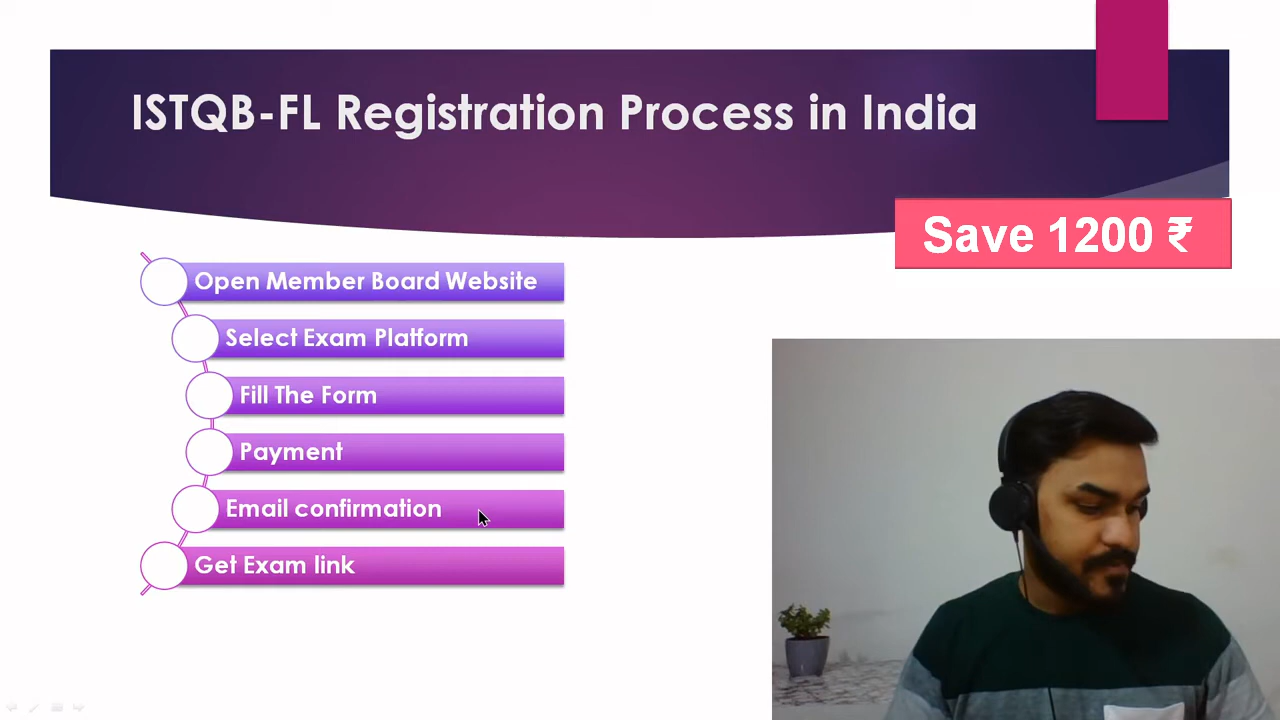 ISTQB-FL Registration Process in India
Save 1200 ₹
Open Member Board Website
Select Exam Platform
Fill The Form
Payment
Email confirmation
Get Exam link